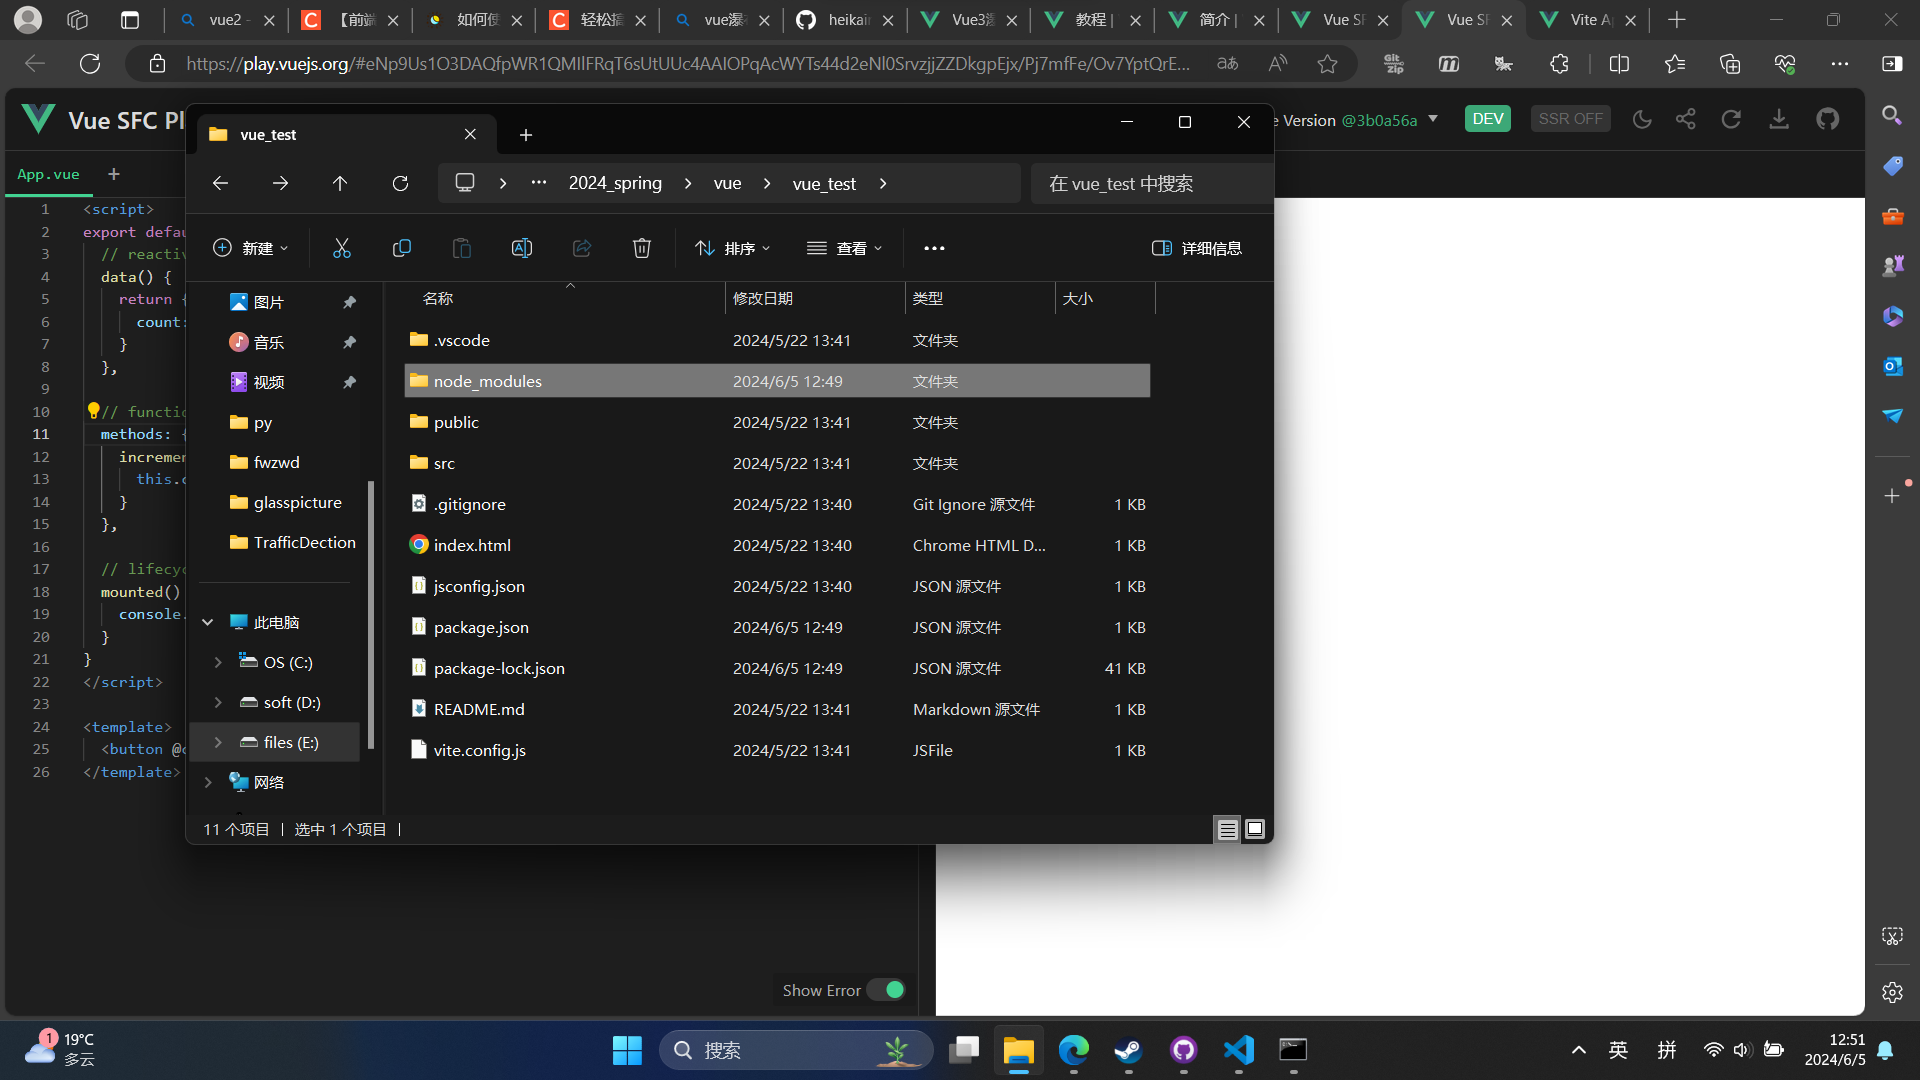 vue2 -
【前端
如何使
轻松搞
vue瀑
heikair
Vue3瀑
教程 |
简介 |
Vue SF
Vue SF
Vite A
https://play.vuejs.org/#eNp9Us1O3DAQfpWR1QMIlFRqT6sUtUUc4AAIOPqAcWYTs44d2eNl0SrvzjjZZDkgpEjx/Pj7mfFe/Ov7YptQrE...
Git Zip
Vue SFC Pl
e Version @3b0a56a
DEV
SSR OFF
App.vue
+
1 <script>
2 export defau
3 // reactiv
4 data() {
5 return {
6 count:
7 }
8 },
9
10 // functio
11 methods: {
12 incremen
13 this.c
14 }
15 },
16
17 // lifecyc
18 mounted()
19 console.
20 }
21 }
22 </script>
23
24 <template>
25 <button @c
26 </template>
Show Error
vue_test
2024_spring
vue
vue_test
在 vue_test 中搜索
新建
排序
查看
详细信息
名称 修改日期 类型 大小
.vscode 2024/5/22 13:41 文件夹
node_modules 2024/6/5 12:49 文件夹
public 2024/5/22 13:41 文件夹
src 2024/5/22 13:41 文件夹
.gitignore 2024/5/22 13:40 Git Ignore 源文件 1 KB
index.html 2024/5/22 13:40 Chrome HTML D... 1 KB
jsconfig.json 2024/5/22 13:40 JSON 源文件 1 KB
package.json 2024/6/5 12:49 JSON 源文件 1 KB
package-lock.json 2024/6/5 12:49 JSON 源文件 41 KB
README.md 2024/5/22 13:41 Markdown 源文件 1 KB
vite.config.js 2024/5/22 13:41 JSFile 1 KB
图片
音乐
视频
py
fwzwd
glasspicture
TrafficDection
此电脑
OS (C:)
soft (D:)
files (E:)
网络
11 个项目
选中 1 个项目
1
19°C
多云
搜索
英
拼
12:51
2024/6/5